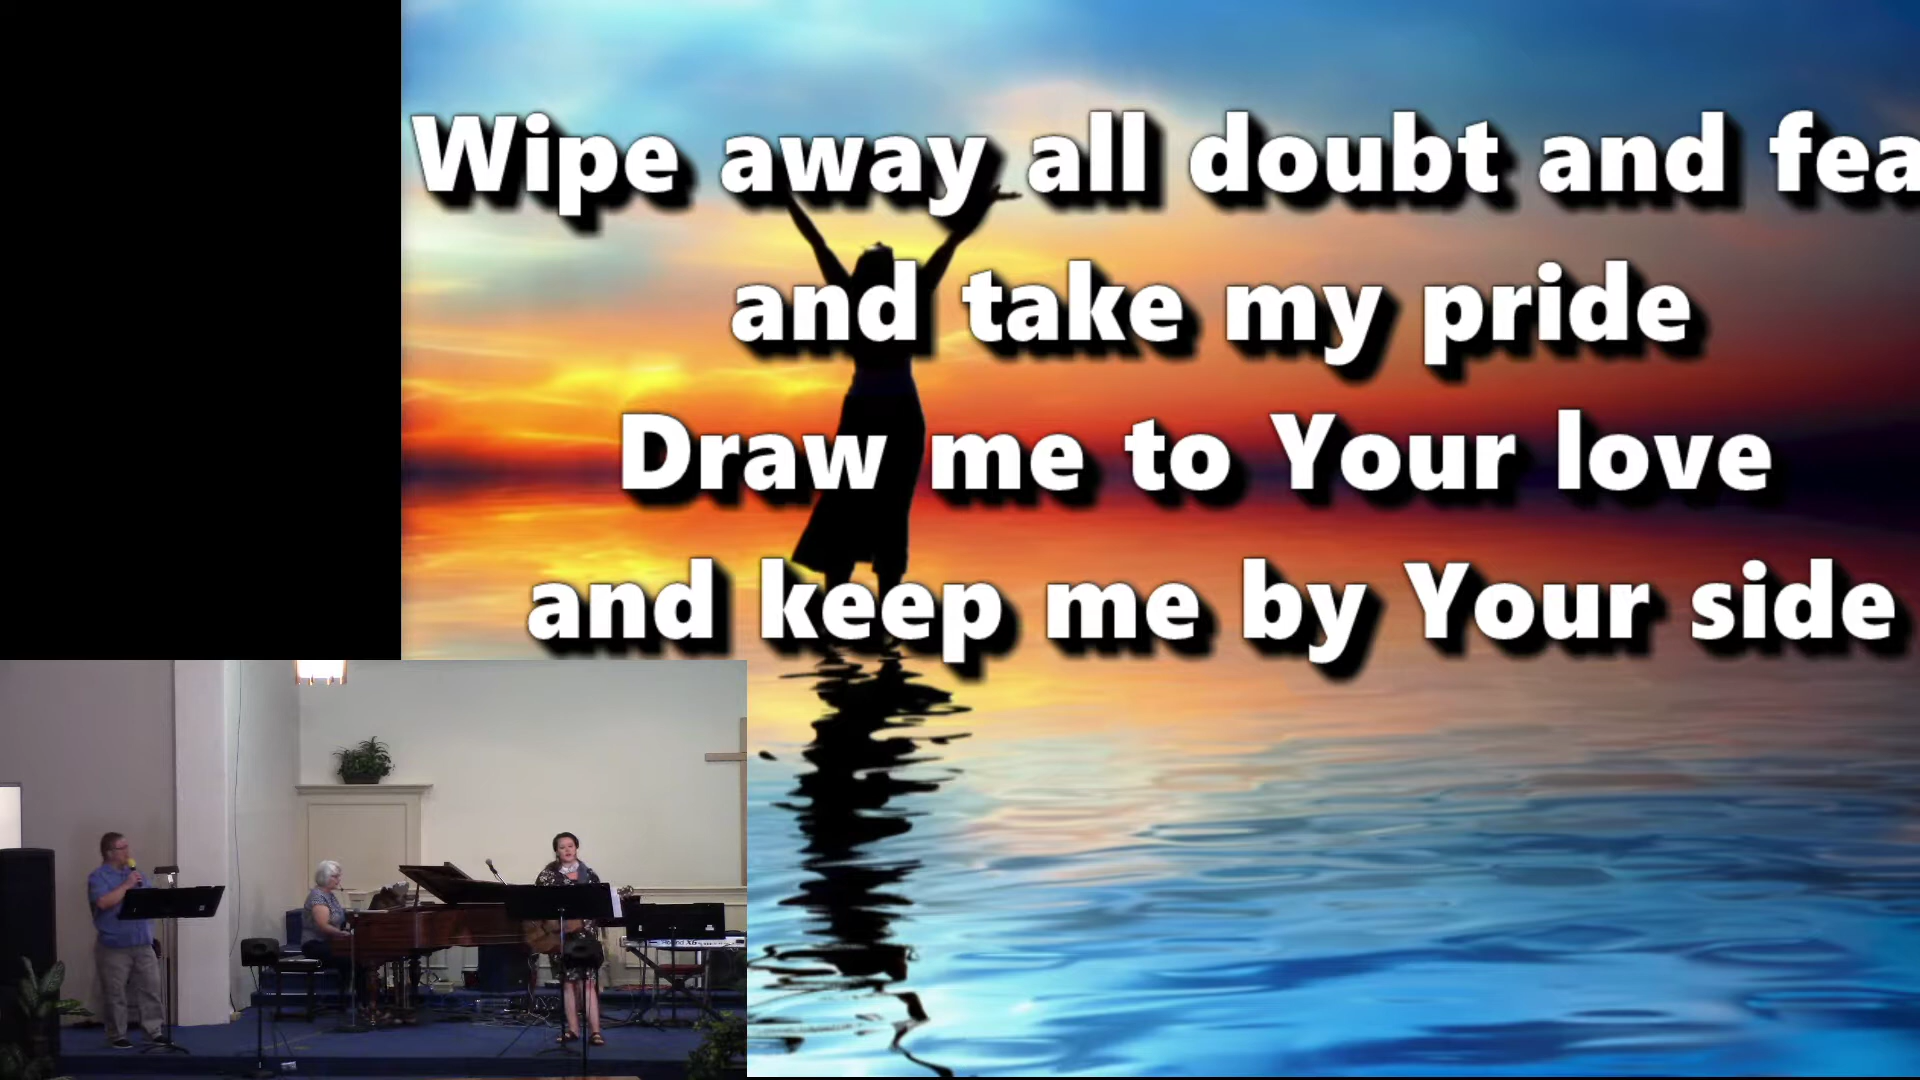 Wipe away all doubt and fea
and take my pride
Draw me to Your love
and keep me by Your side
Roland